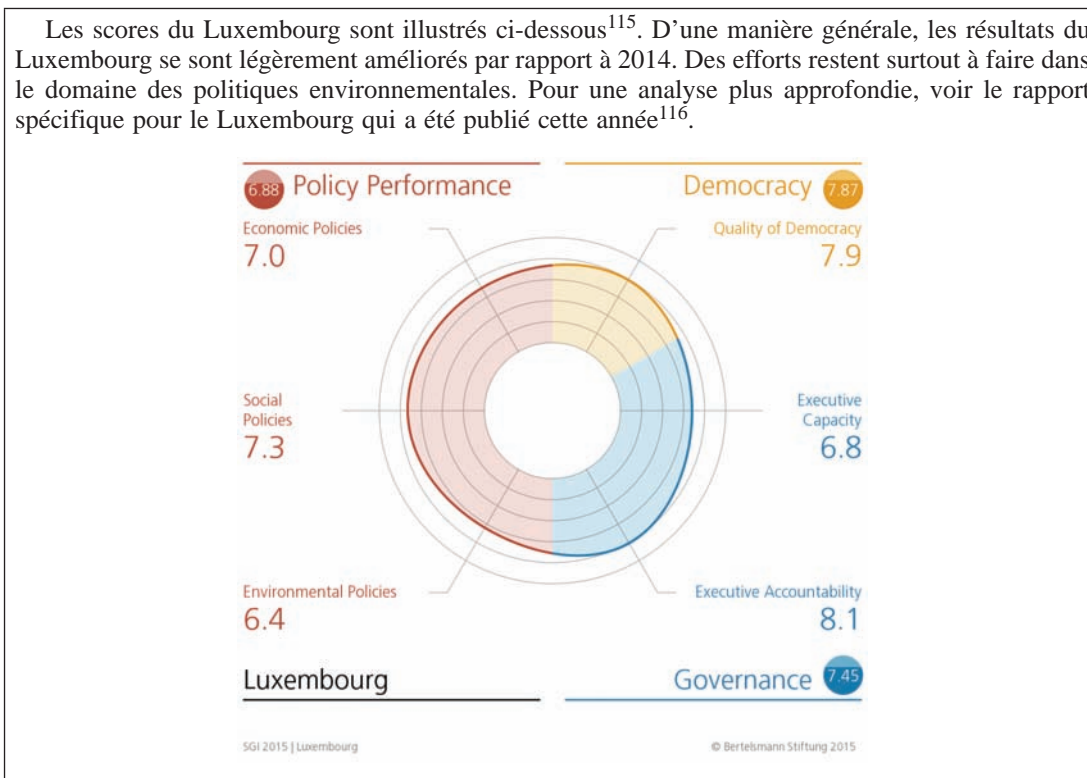 Les scores du Luxembourg sont illustrés ci-dessous115. D'une manière générale, les résultats du
Luxembourg se sont légèrement améliorés par rapport à 2014. Des efforts restent surtout à faire dans
le domaine des politiques environnementales. Pour une analyse plus approfondie, voir le rapport
spécifique pour le Luxembourg qui a été publié cette année116.
6.88 Policy Performance
Democracy 7.87
Economic Policies
7.0
Quality of Democracy
7.9
Social
Policies
7.3
Executive
Capacity
6.8
Environmental Policies
6.4
Executive Accountability
8.1
Luxembourg
Governance 7.45
SGI 2015 | Luxembourg
© Bertelsmann Stiftung 2015